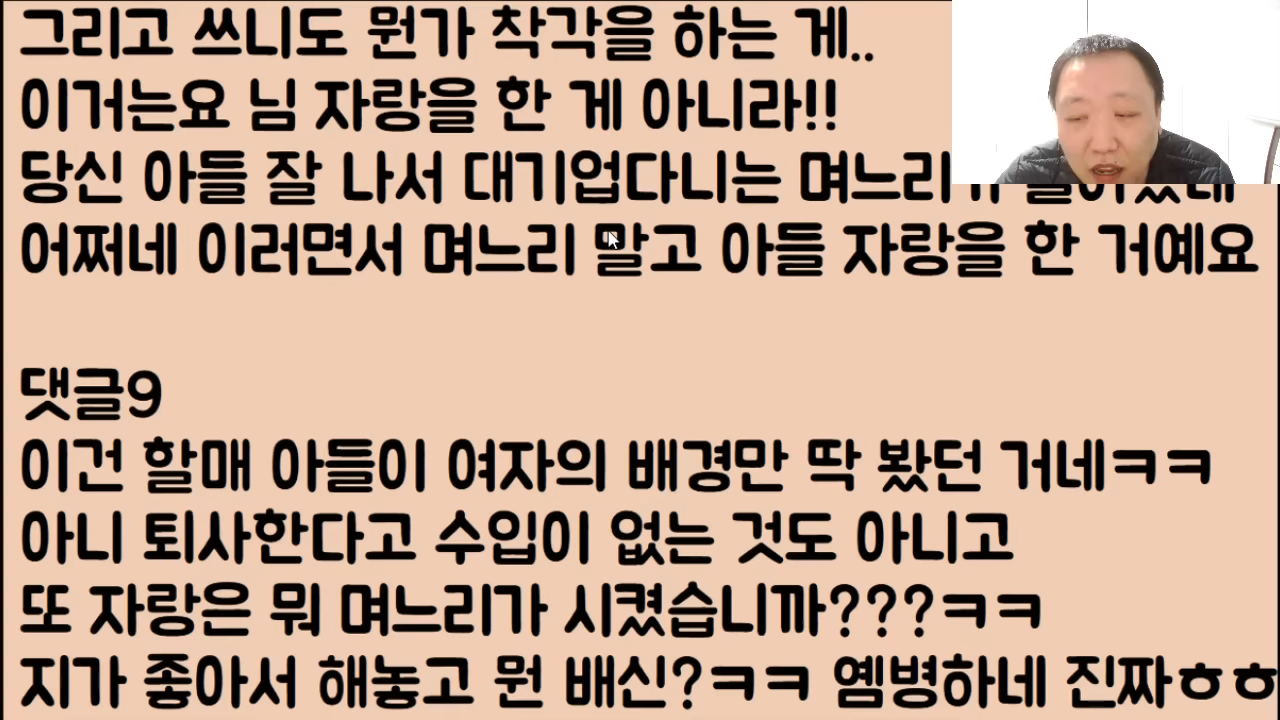 그리고 쓰니도 뭔가 착각을 하는 게..
이거는요 님 자랑을 한 게 아니라!!
당신 아들 잘 나서 대기업다니는 며느리
어쩌네 이러면서 며느리 말고 아들 자랑을 한 거예요
댓글9
이건 할매 아들이 여자의 배경만 딱 봤던 거네ㅋㅋ
아니 퇴사한다고 수입이 없는 것도 아니고
또 자랑은 뭐 며느리가 시켰습니까???ㅋㅋ
지가 좋아서 해놓고 뭔 배신?ㅋㅋ 옘병하네 진짜ㅎㅎ